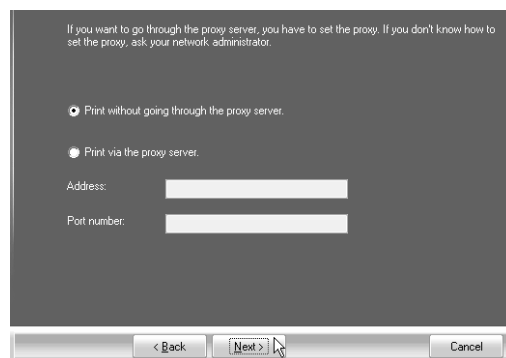 If you want to go through the proxy server, you have to set the proxy. If you don't know how to
set the proxy, ask your network administrator.
Print without going through the proxy server.
Print via the proxy server.
Address:
Port number:
< Back Next > Cancel